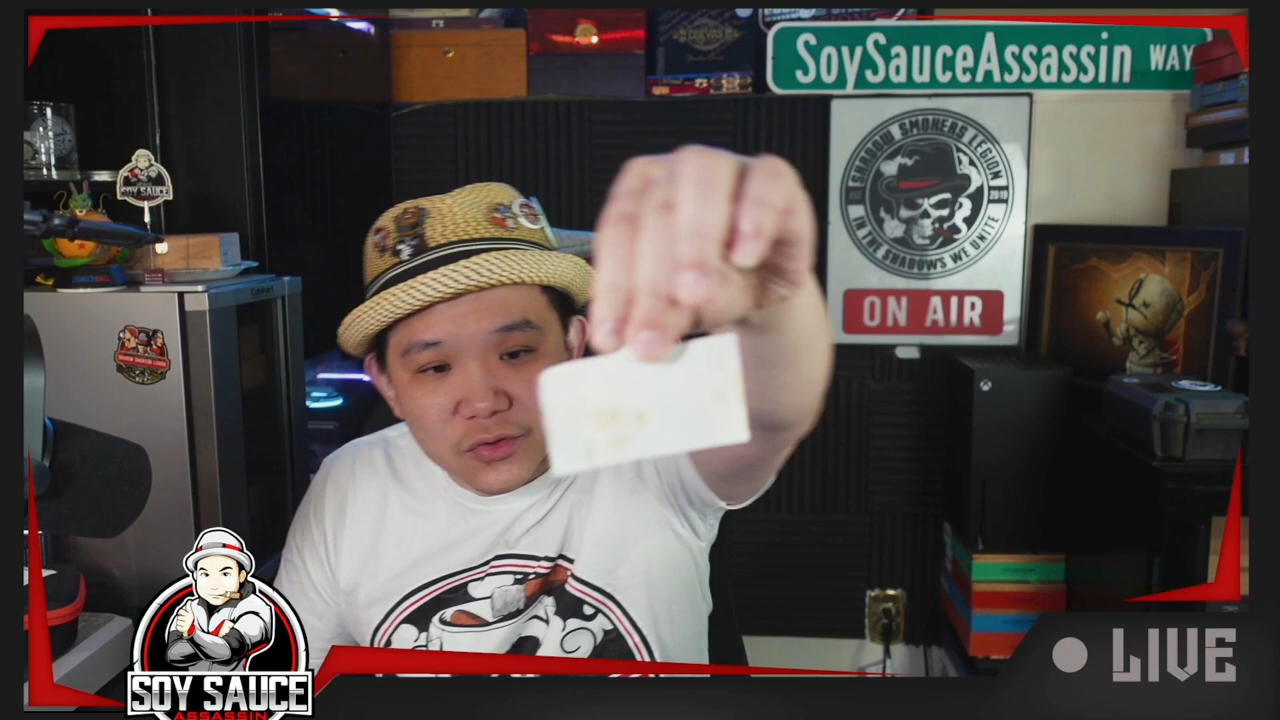 SoySauceAssassin WAY
SHADOW SMOKERS LEGION
2018
IN THE SHADOWS WE UNITE
ON AIR
SOY SAUCE
Cuisinart
LIVE
SOY SAUCE
ASSASSIN